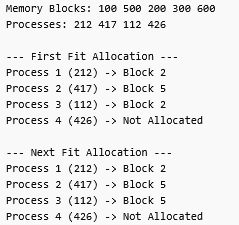 Memory Blocks: 100 500 200 300 600
Processes: 212 417 112 426
--- First Fit Allocation ---
Process 1 (212) -> Block 2
Process 2 (417) -> Block 5
Process 3 (112) -> Block 2
Process 4 (426) -> Not Allocated
--- Next Fit Allocation ---
Process 1 (212) -> Block 2
Process 2 (417) -> Block 5
Process 3 (112) -> Block 5
Process 4 (426) -> Not Allocated